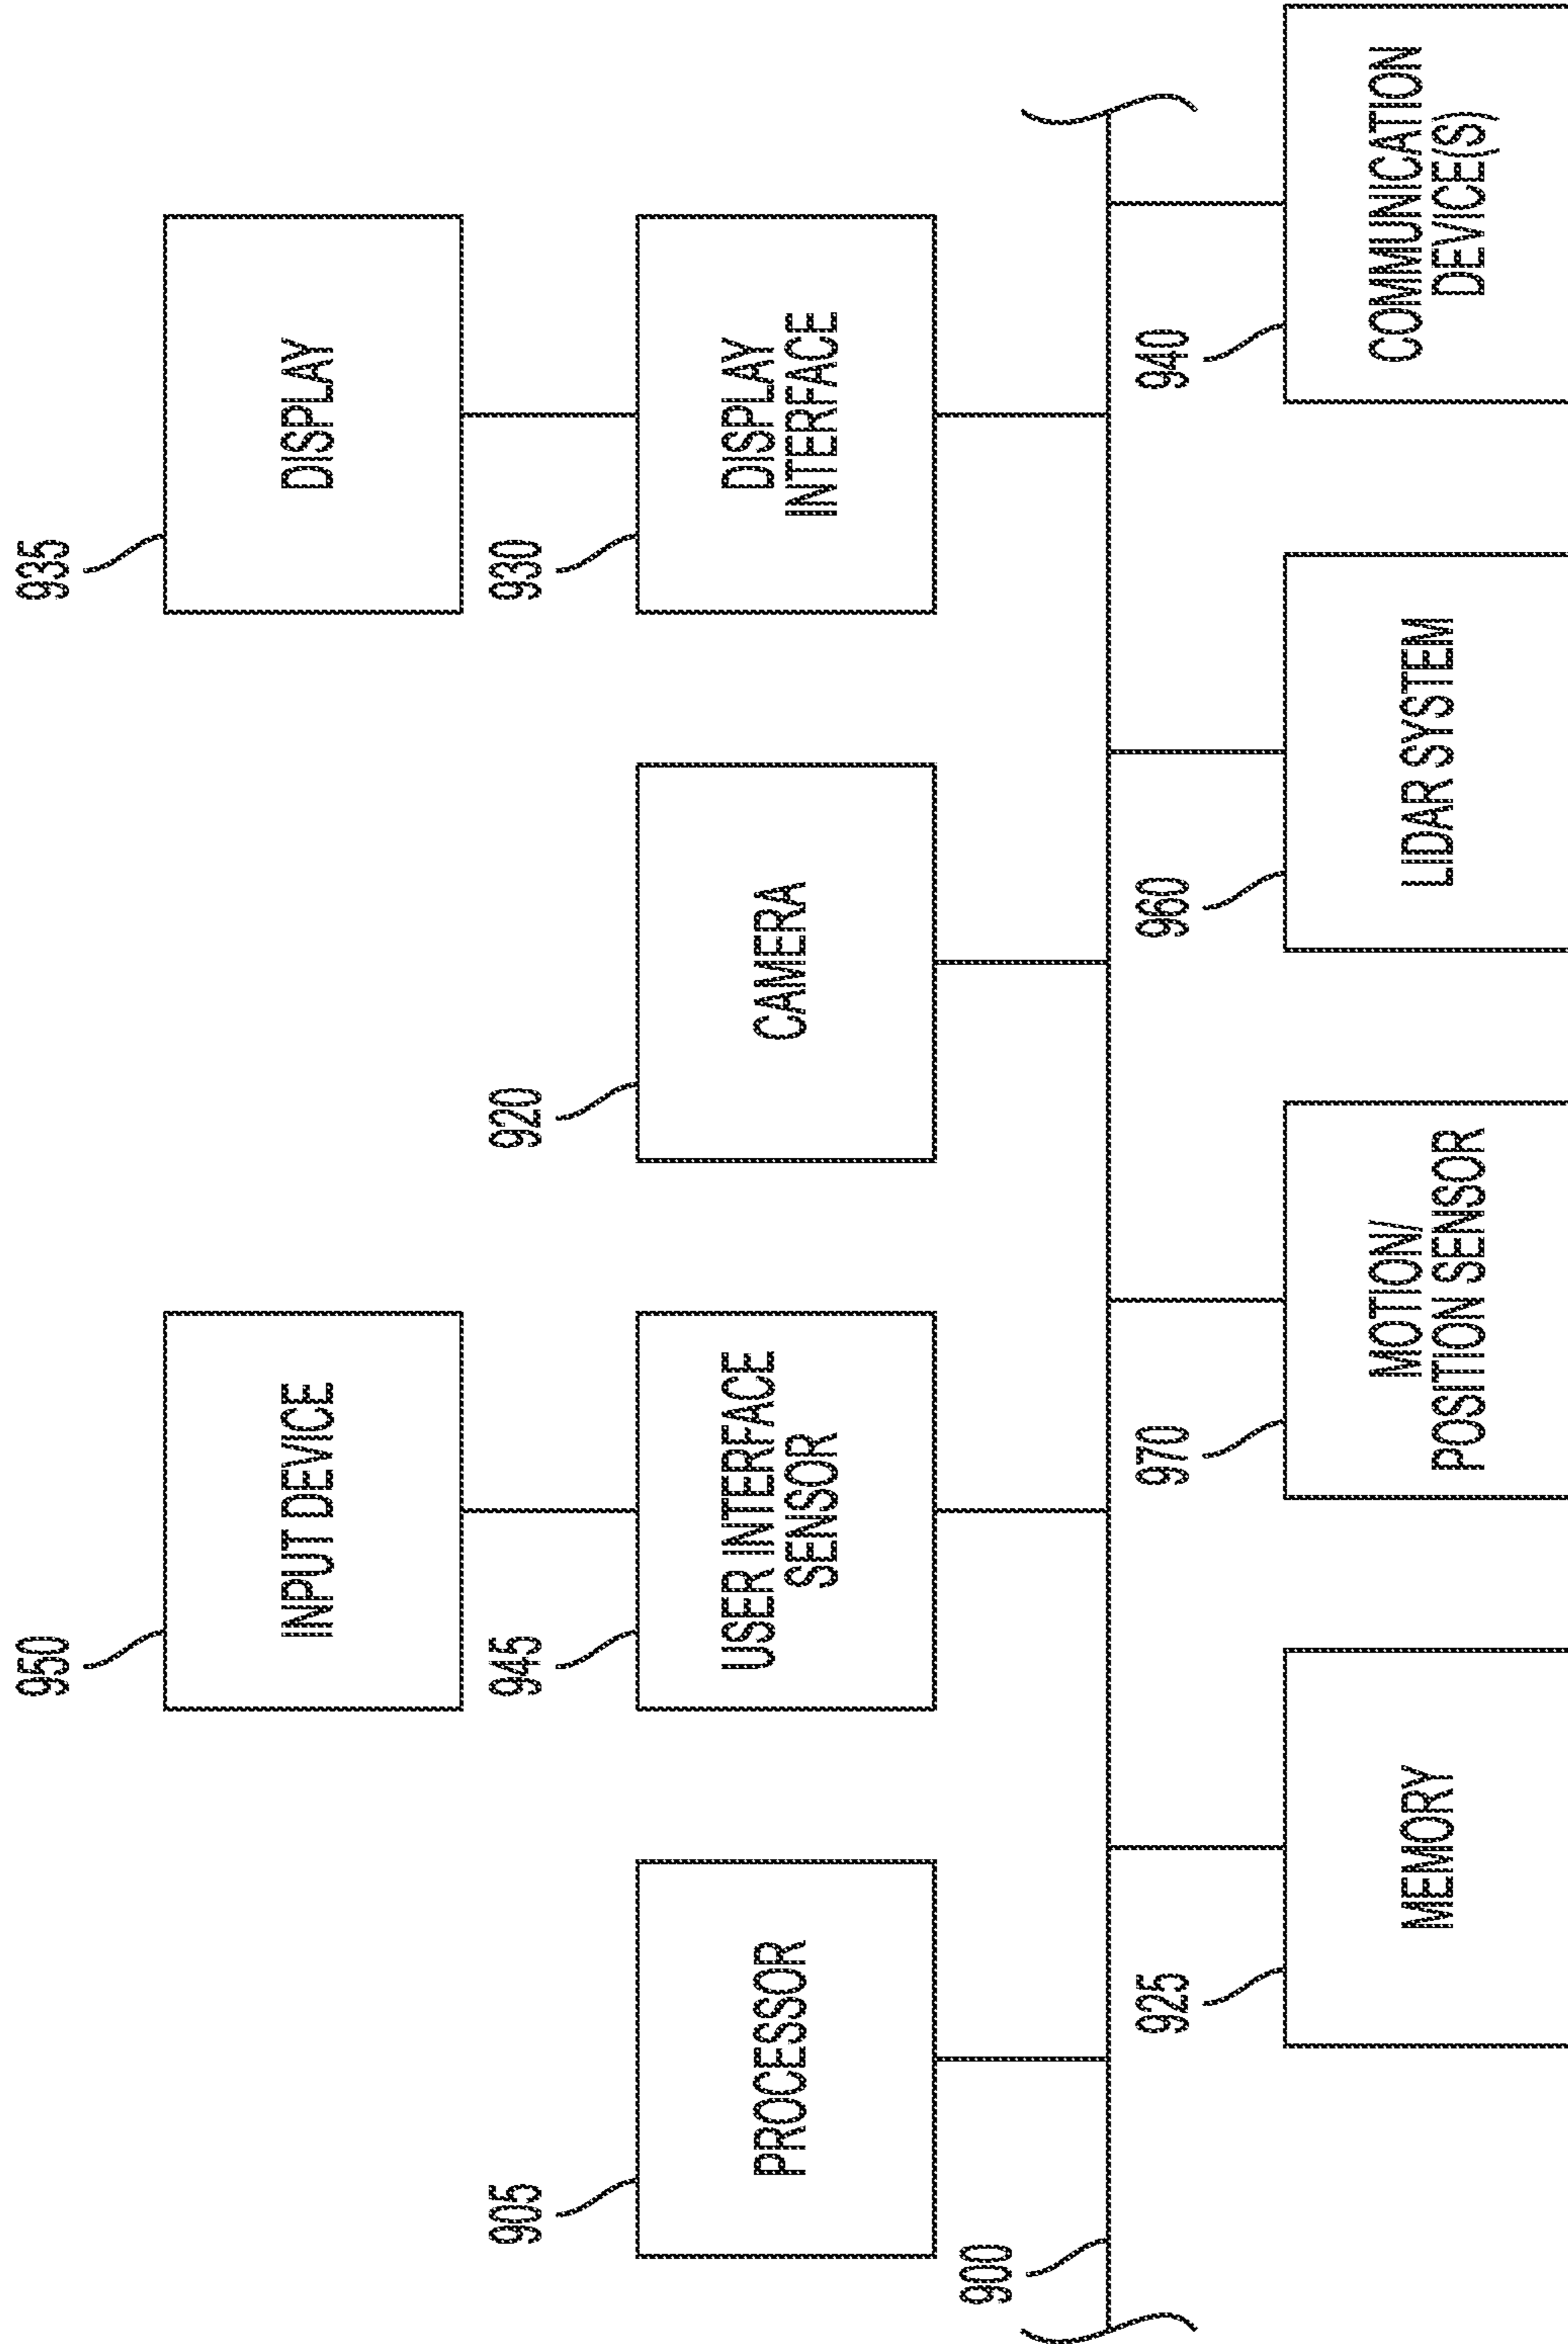 950
INPUT DEVICE
935
DISPLAY
905
PROCESSOR
945
USER INTERFACE
SENSOR
920
CAMERA
930
DISPLAY
INTERFACE
900
925
MEMORY
970
MOTION/
POSITION SENSOR
960
LIDAR SYSTEM
940
COMMUNICATION
DEVICE(S)